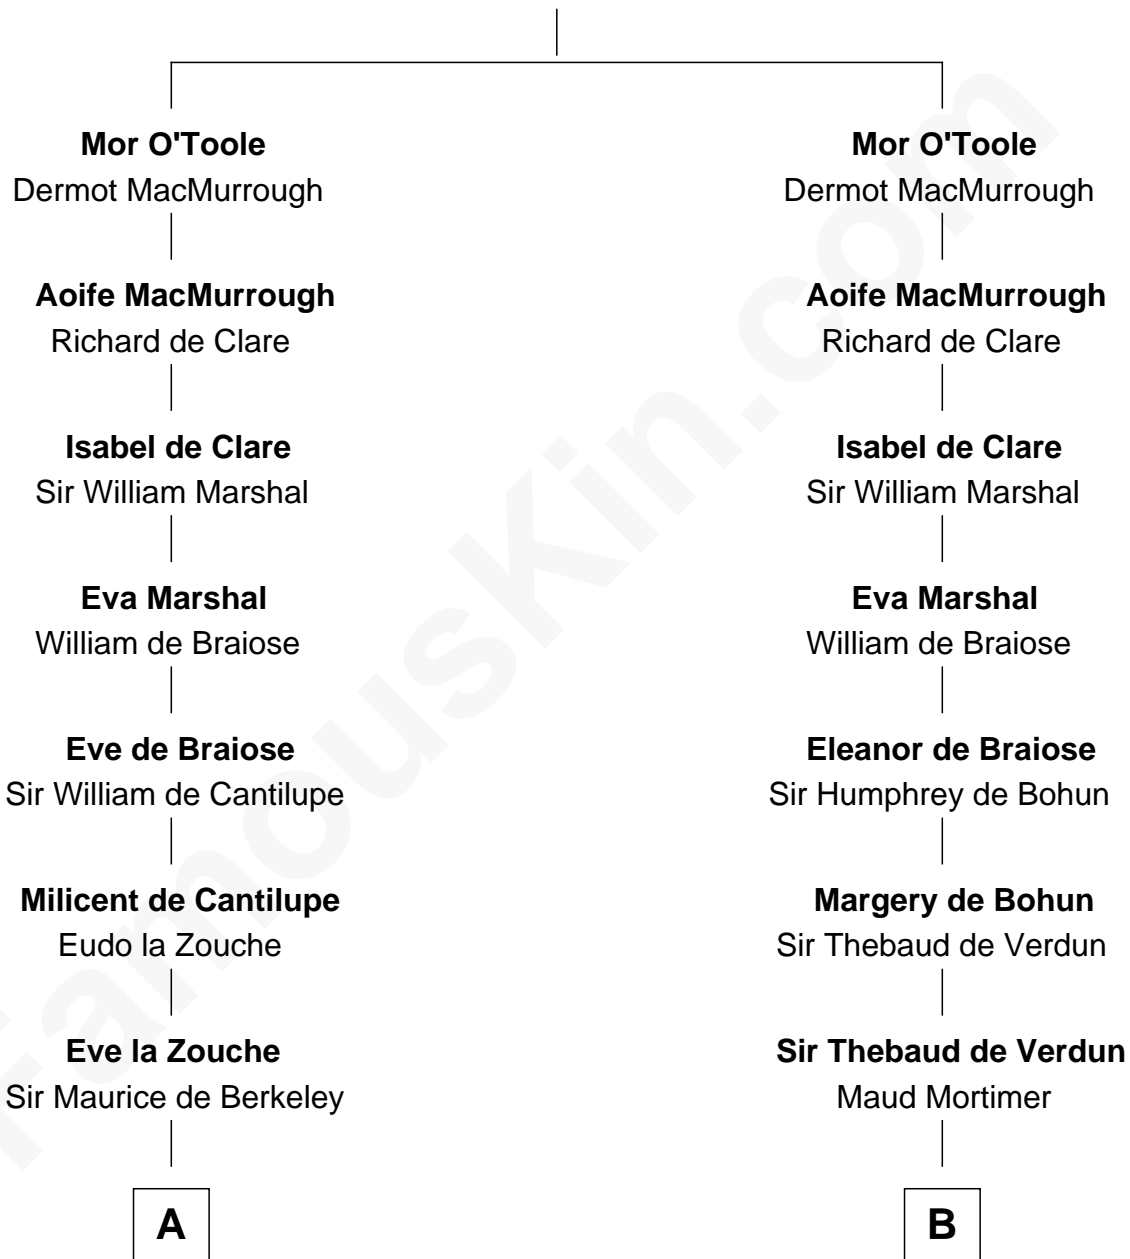 Mor O'Toole
Dermot MacMurrough
Aoife MacMurrough
Richard de Clare
Isabel de Clare
Sir William Marshal
Eva Marshal
William de Braiose
Eve de Braiose
Sir William de Cantilupe
Milicent de Cantilupe
Eudo la Zouche
Eve la Zouche
Sir Maurice de Berkeley
A
Mor O'Toole
Dermot MacMurrough
Aoife MacMurrough
Richard de Clare
Isabel de Clare
Sir William Marshal
Eva Marshal
William de Braiose
Eleanor de Braiose
Sir Humphrey de Bohun
Margery de Bohun
Sir Thebaud de Verdun
Sir Thebaud de Verdun
Maud Mortimer
B
FamousKin.com